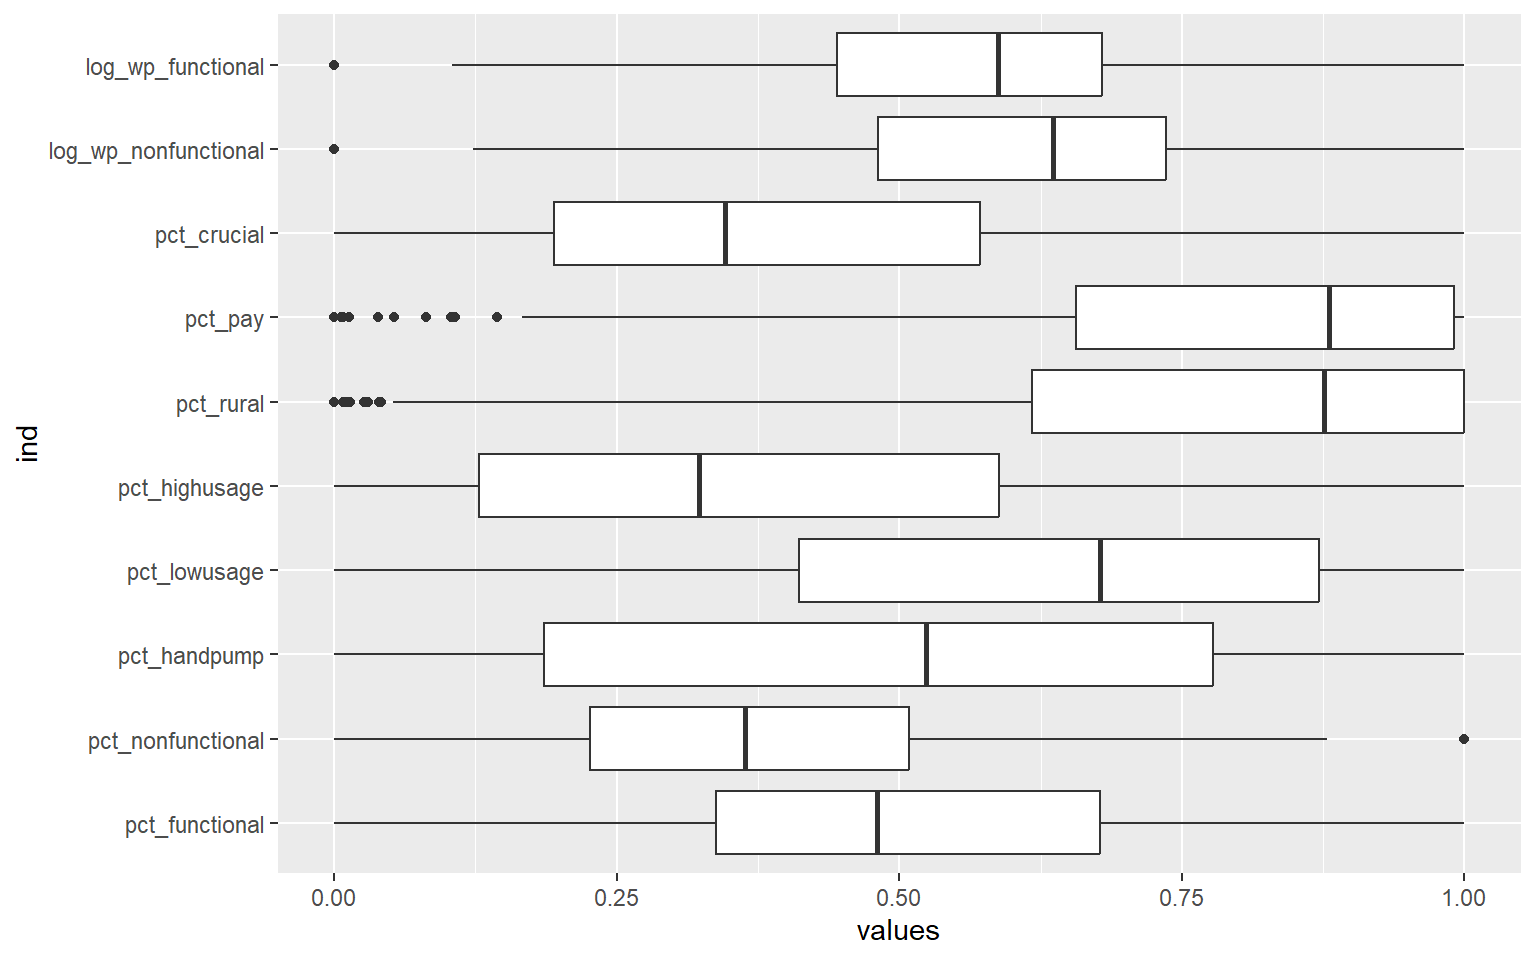 log_wp_functional
log_wp_nonfunctional
pct_crucial
pct_pay
pct_rural
pct_highusage
pct_lowusage
pct_handpump
pct_nonfunctional
pct_functional
ind
0.00 0.25 0.50 0.75 1.00
values